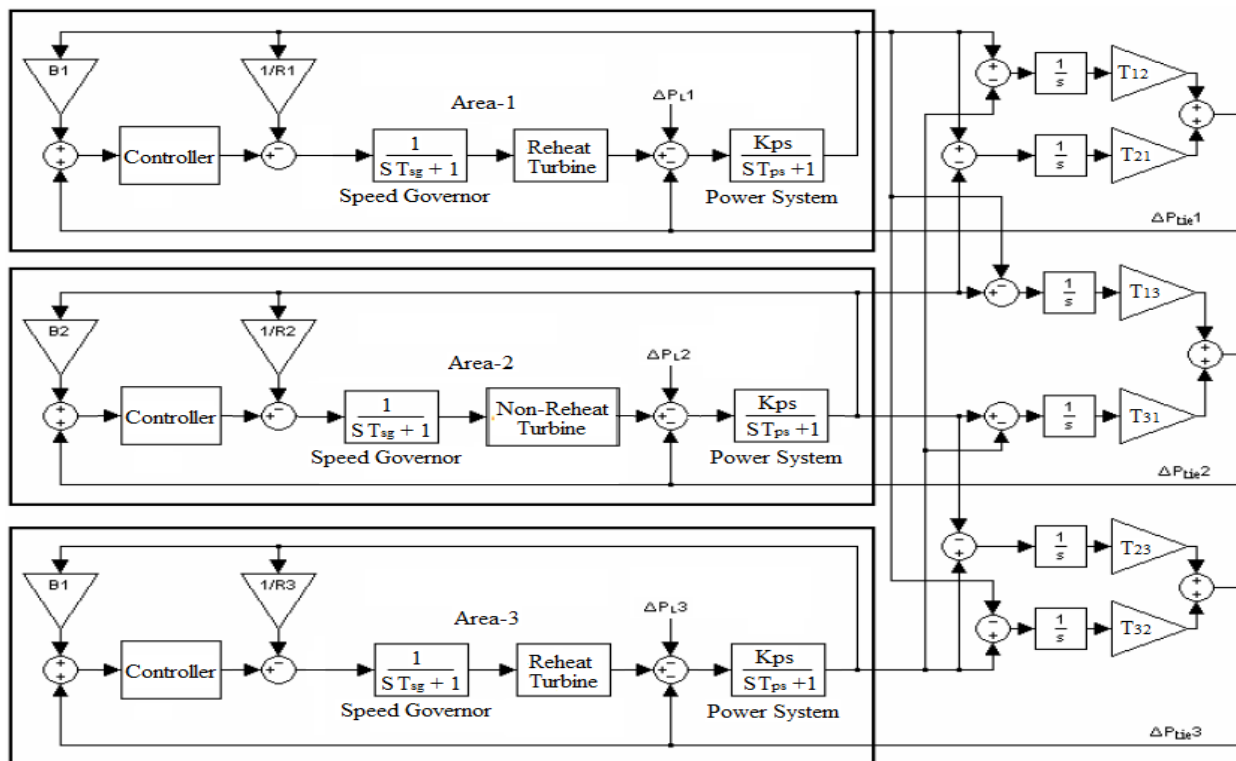 B1
1/R1
Area-1
ΔPL1
+
+
Controller
+ −
1
STsg + 1
Speed Governor
Reheat
Turbine
−
+
−
Kps
STps +1
Power System
+
−
1
s
T12
+
−
1
s
T21
+
+
ΔPtie1
B2
1/R2
Area-2
ΔPL2
+
+
Controller
+ −
1
STsg + 1
Speed Governor
Non-Reheat
Turbine
−
+
−
Kps
STps +1
Power System
−
+
1
s
T13
+
−
1
s
T31
+
+
ΔPtie2
B1
1/R3
Area-3
ΔPL3
+
+
Controller
+ −
1
STsg + 1
Speed Governor
Reheat
Turbine
−
+
−
Kps
STps +1
Power System
−
+
1
s
T23
−
+
1
s
T32
+
+
ΔPtie3